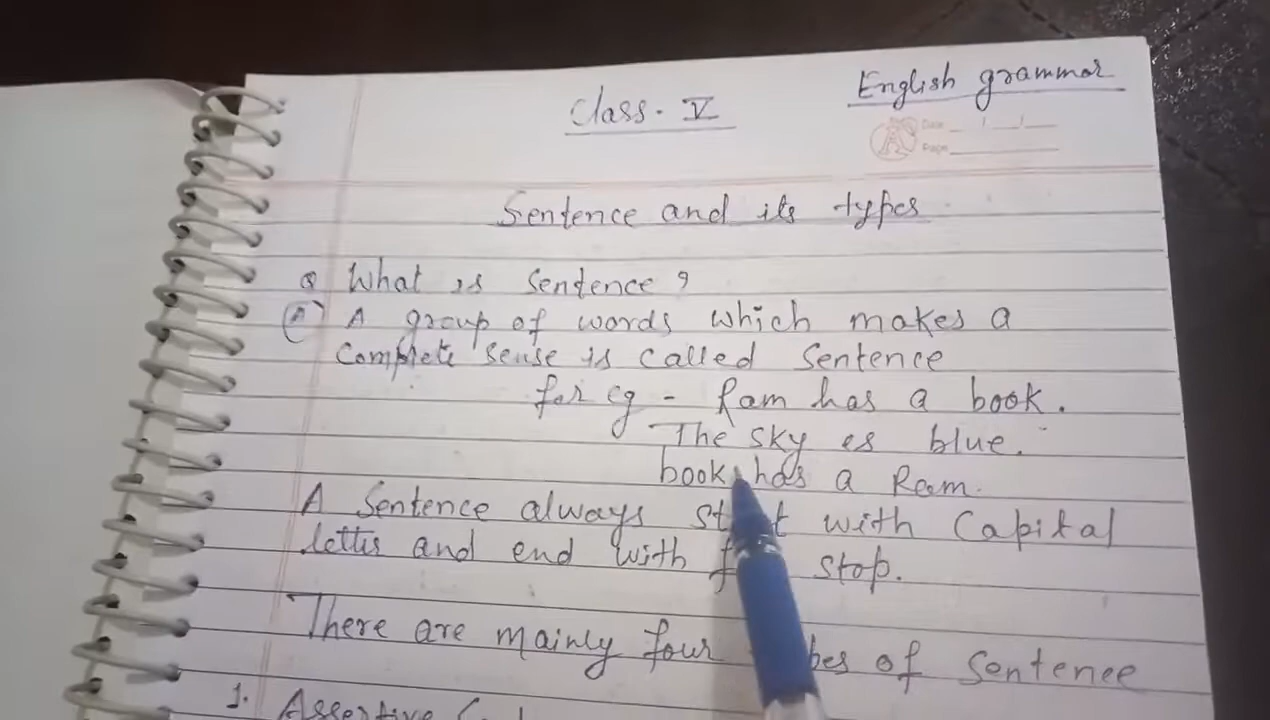 Class. V
English grammar
Date
Page
Sentence and its types
Q What is Sentence ?
A A group of words which makes a
Complete sense is called Sentence
for eg - Ram has a book.
The sky is blue.
book has a Ram.
A Sentence always with Capital
and end with stop.
There are mainly four of Sentence
1. Assertive